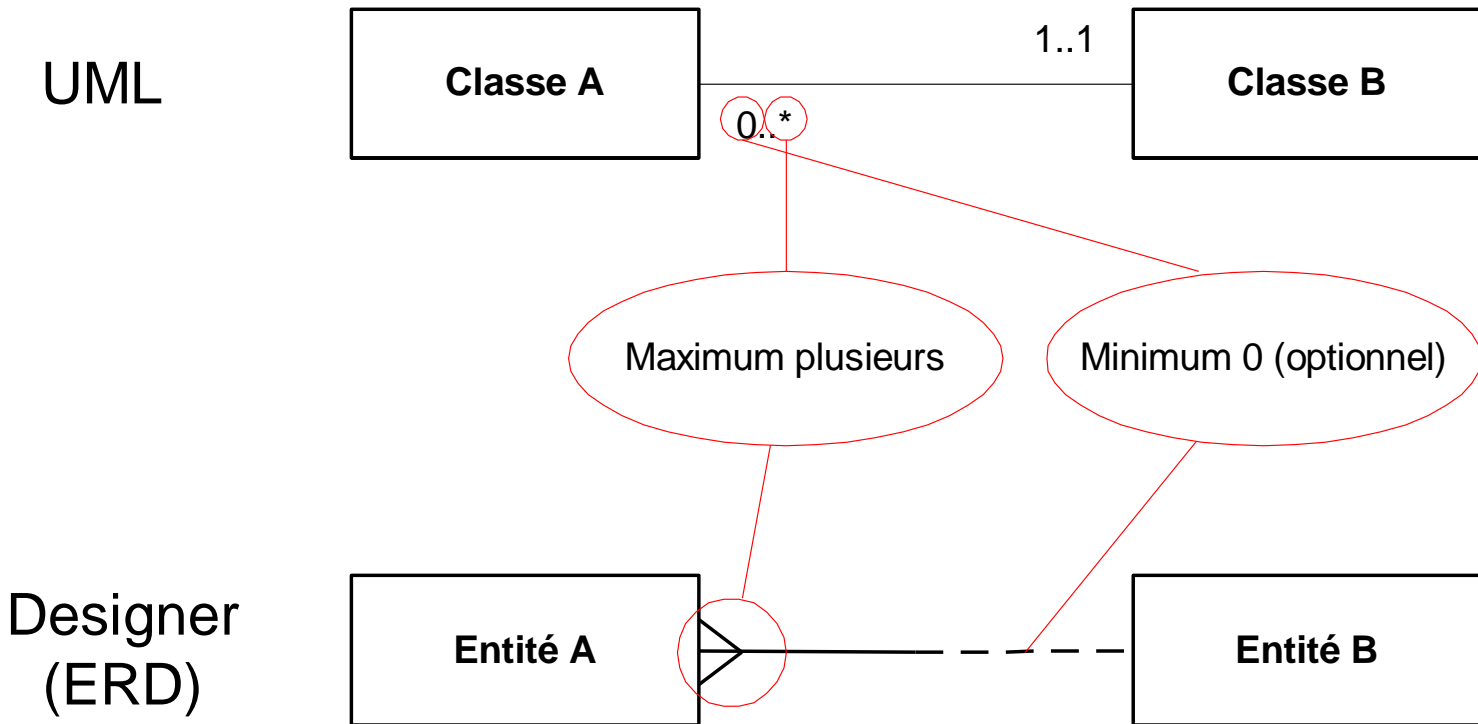 1..1
UML
Classe A
Classe B
0..*
Maximum plusieurs
Minimum 0 (optionnel)
Designer
(ERD)
Entité A
Entité B